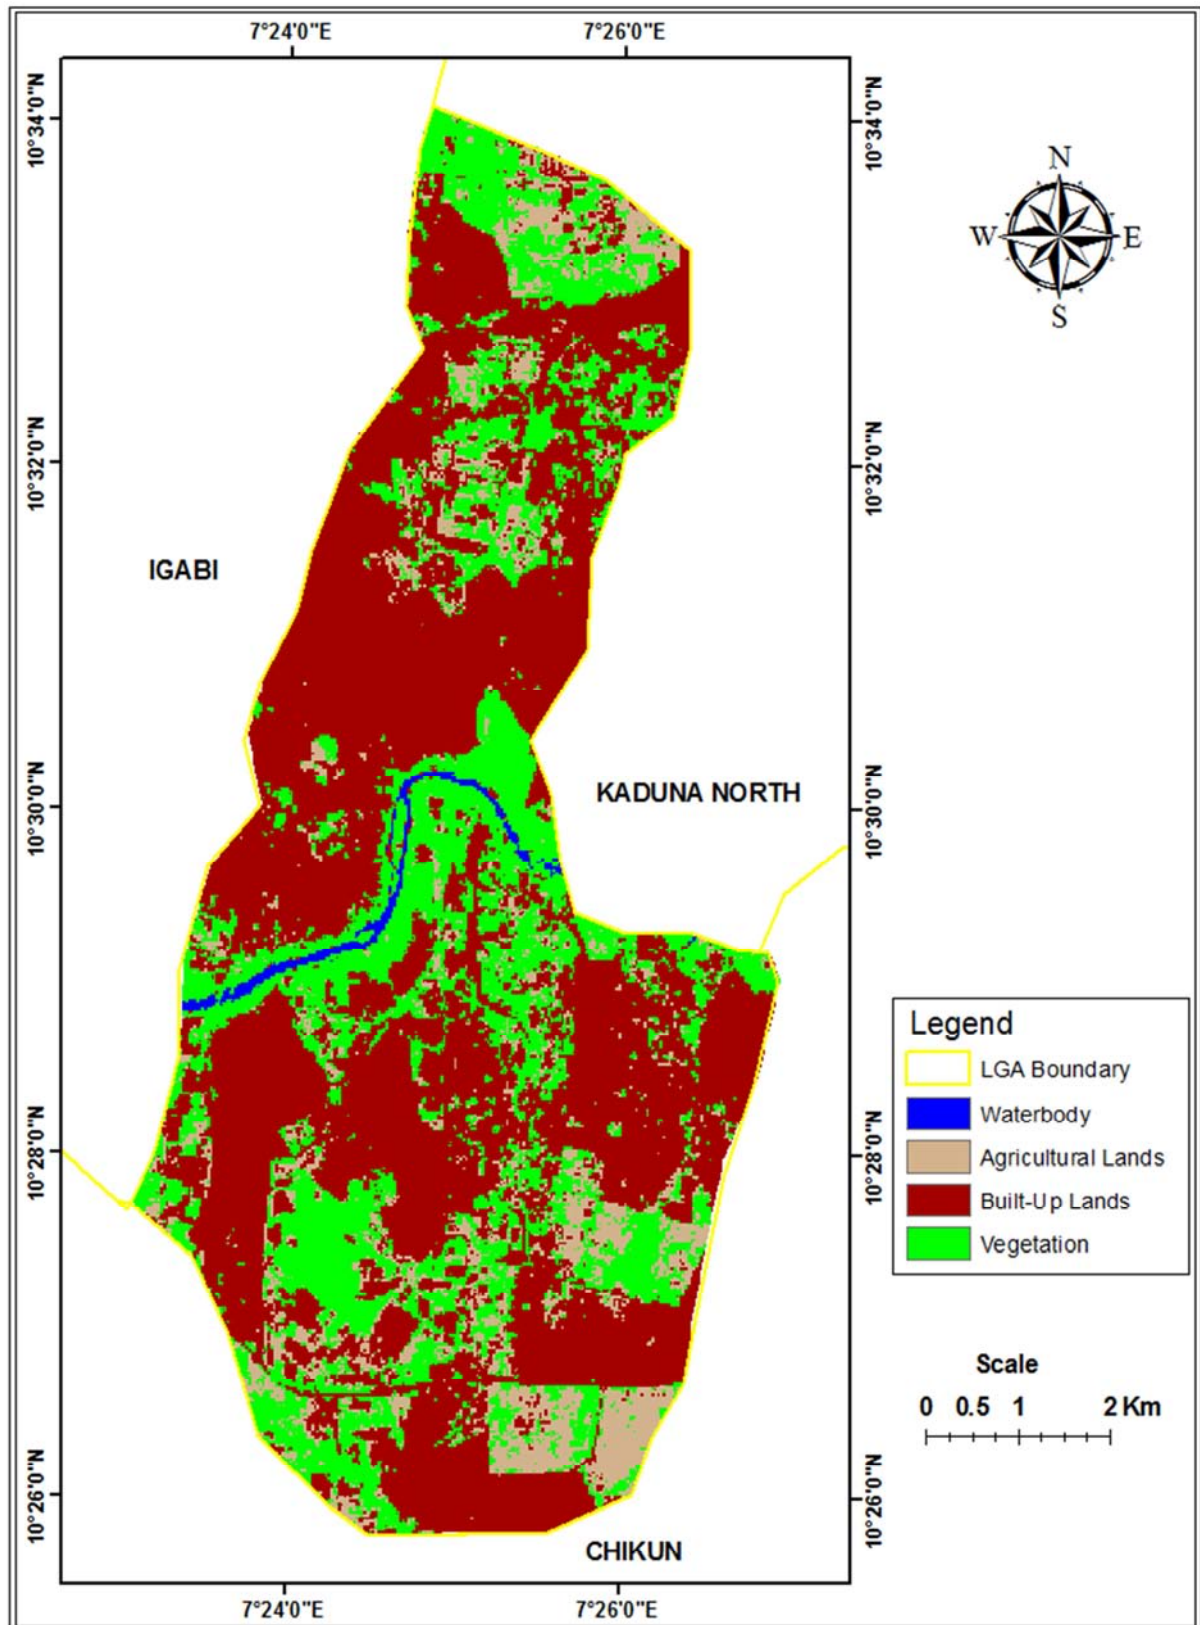 7°24'0"E
7°26'0"E
10°34'0"N
10°34'0"N
N
W
E
S
10°32'0"N
10°32'0"N
IGABI
KADUNA NORTH
10°30'0"N
10°30'0"N
Legend
LGA Boundary
Waterbody
Agricultural Lands
Built-Up Lands
Vegetation
10°28'0"N
10°28'0"N
Scale
0 0.5 1 2 Km
10°26'0"N
10°26'0"N
CHIKUN
7°24'0"E
7°26'0"E